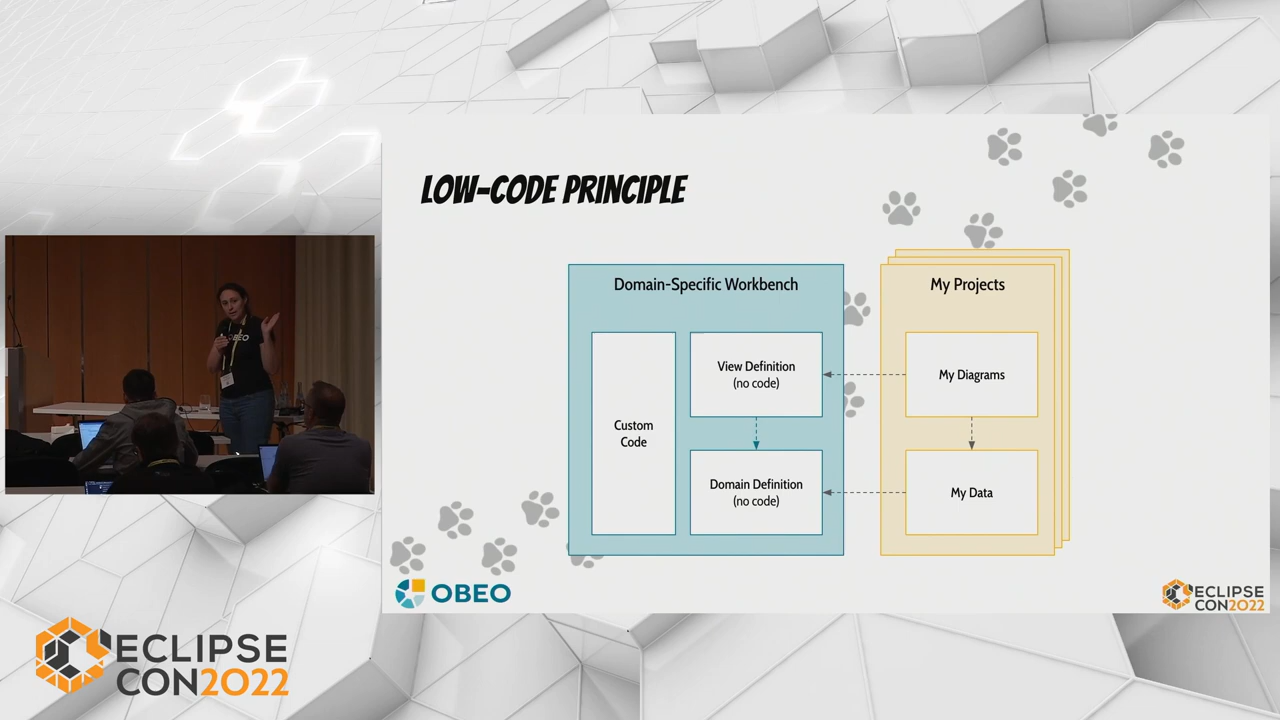 LOW-CODE PRINCIPLE
Domain-Specific Workbench
My Projects
Custom
Code
View Definition
(no code)
My Diagrams
Domain Definition
(no code)
My Data
OBEO
ECLIPSE
CON2022
OBEO
ECLIPSE
CON2022